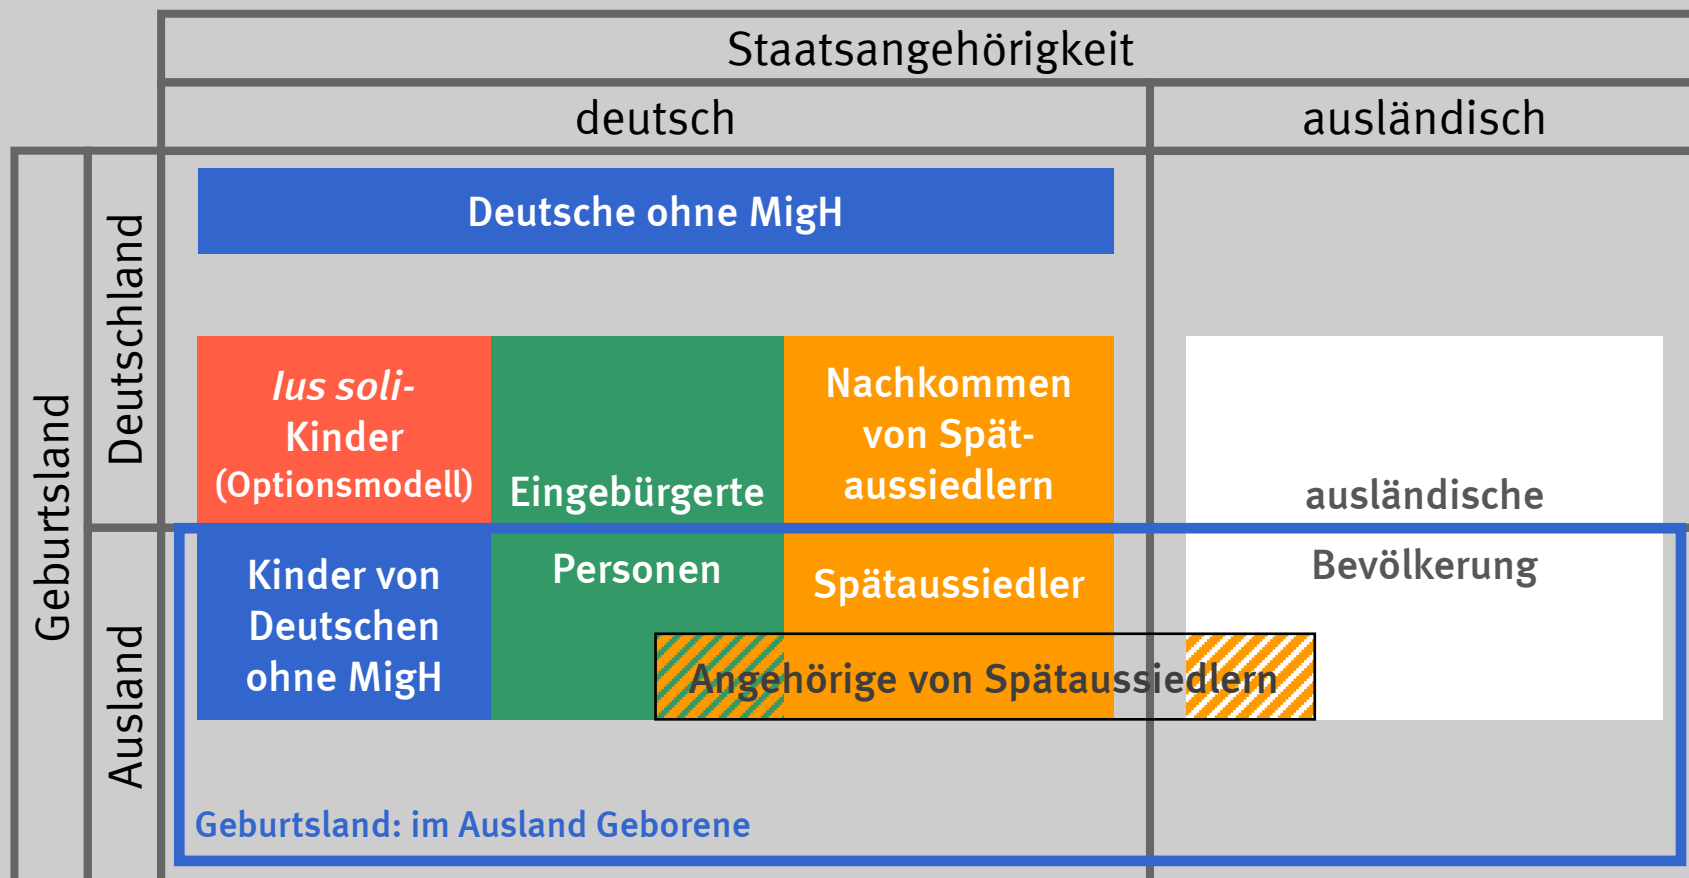 Staatsangehörigkeit
deutsch
ausländisch
Geburtsland
Deutschland
Deutsche ohne MigH
Ius soli-
Kinder
(Optionsmodell)
Eingebürgerte
Personen
Nachkommen
von Spät-
aussiedlern
ausländische
Bevölkerung
Ausland
Kinder von
Deutschen
ohne MigH
Spätaussiedler
Angehörige von Spätaussiedlern
Geburtsland: im Ausland Geborene